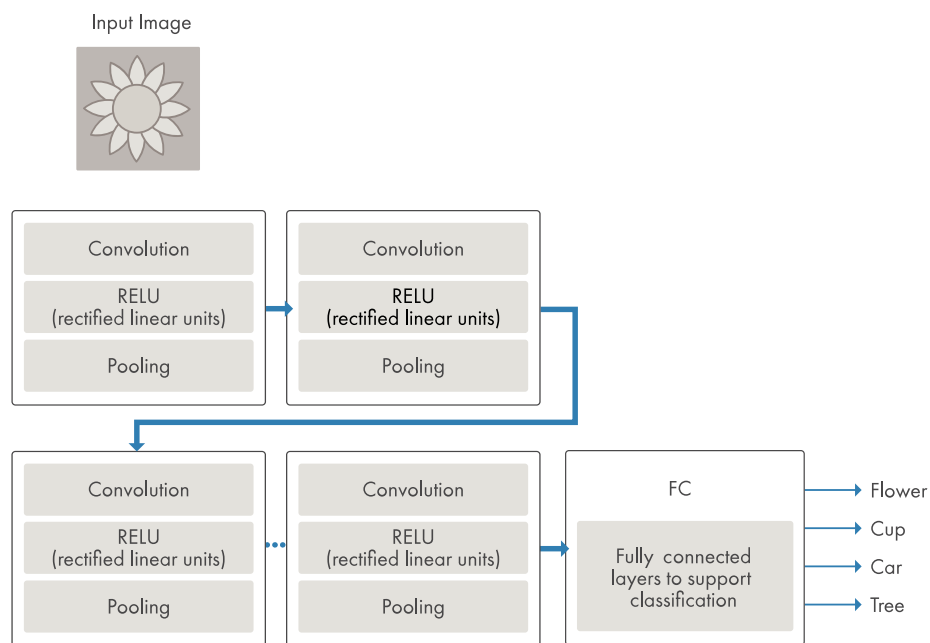 Input Image
Convolution
RELU
(rectified linear units)
Pooling
Convolution
RELU
(rectified linear units)
Pooling
Convolution
RELU
(rectified linear units)
Pooling
Convolution
RELU
(rectified linear units)
Pooling
FC
Fully connected
layers to support
classification
Flower
Cup
Car
Tree